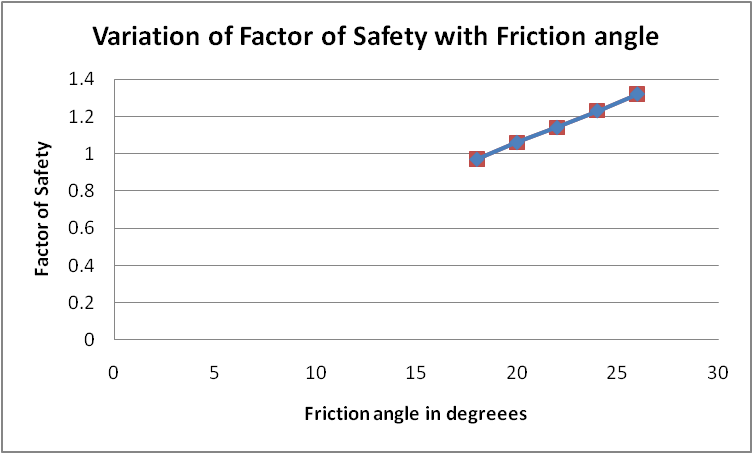 Variation of Factor of Safety with Friction angle
Factor of Safety
1.4
1.2
1
0.8
0.6
0.4
0.2
0
0 5 10 15 20 25 30
Friction angle in degreees